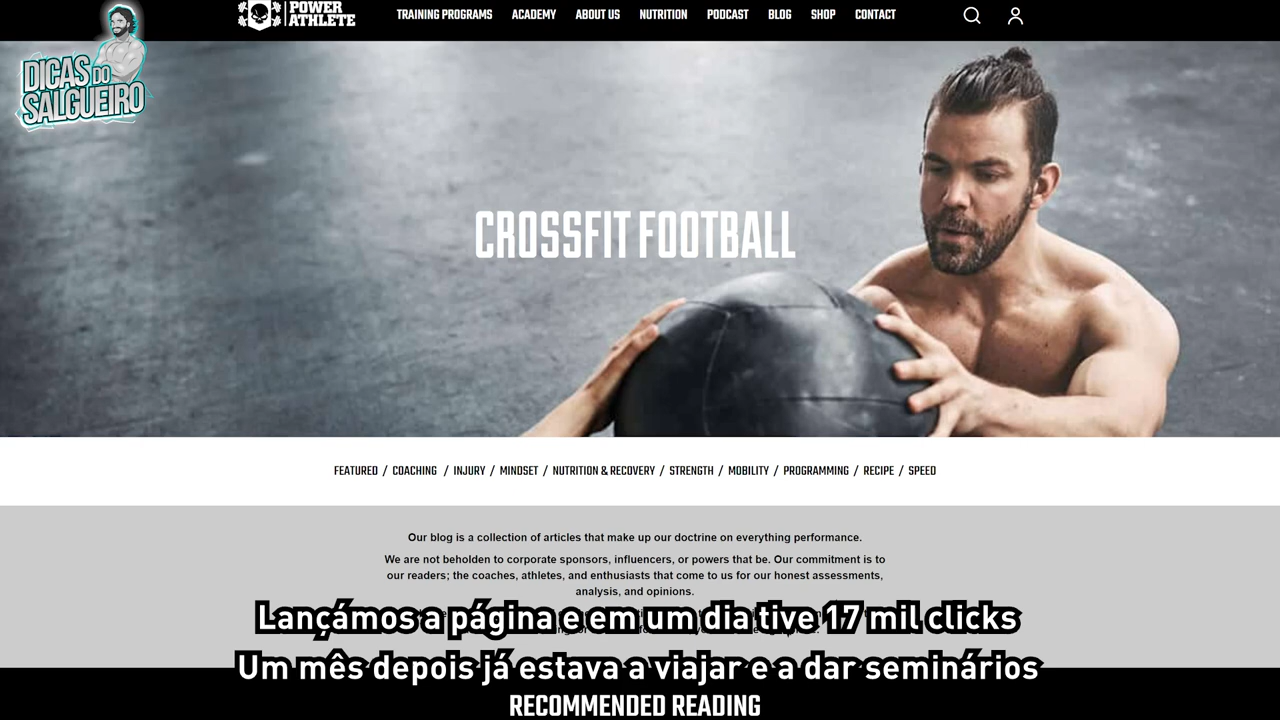 POWER
ATHLETE
TRAINING PROGRAMS
ACADEMY
ABOUT US
NUTRITION
PODCAST
BLOG
SHOP
CONTACT
DICAS DO
SALGUEIRO
CROSSFIT FOOTBALL
FEATURED / COACHING / INJURY / MINDSET / NUTRITION & RECOVERY / STRENGTH / MOBILITY / PROGRAMMING / RECIPE / SPEED
Our blog is a collection of articles that make up our doctrine on everything performance.
We are not beholden to corporate sponsors, influencers, or powers that be. Our commitment is to
our readers; the coaches, athletes, and enthusiasts that come to us for our honest assessments,
analysis, and opinions.
Lançámos a página e em um dia tive 17 mil clicks
Um mês depois já estava a viajar e a dar seminários
RECOMMENDED READING